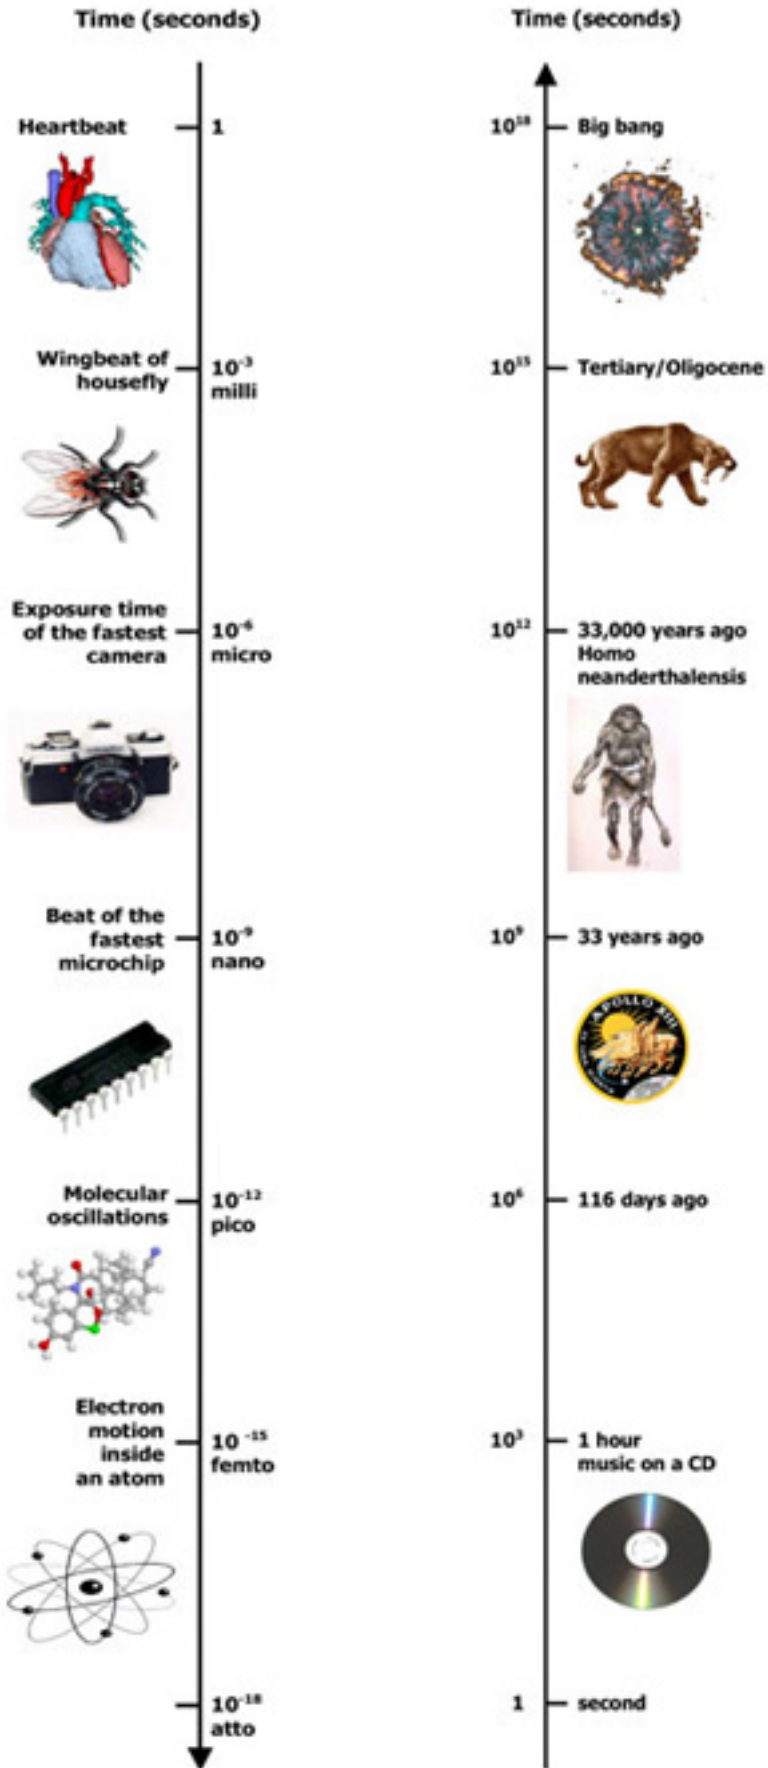 Time (seconds)
Heartbeat
1
Wingbeat of
housefly
10⁻³
milli
Exposure time
of the fastest
camera
10⁻⁶
micro
Beat of the
fastest
microchip
10⁻⁹
nano
Molecular
oscillations
10⁻¹²
pico
Electron
motion
inside
an atom
10⁻¹⁵
femto
10⁻¹⁸
atto
Time (seconds)
10¹⁸ Big bang
10¹⁵ Tertiary/Oligocene
10¹² 33,000 years ago
Homo
neanderthalensis
10⁹ 33 years ago
APOLLO XIII
10⁶ 116 days ago
10³ 1 hour
music on a CD
1 second